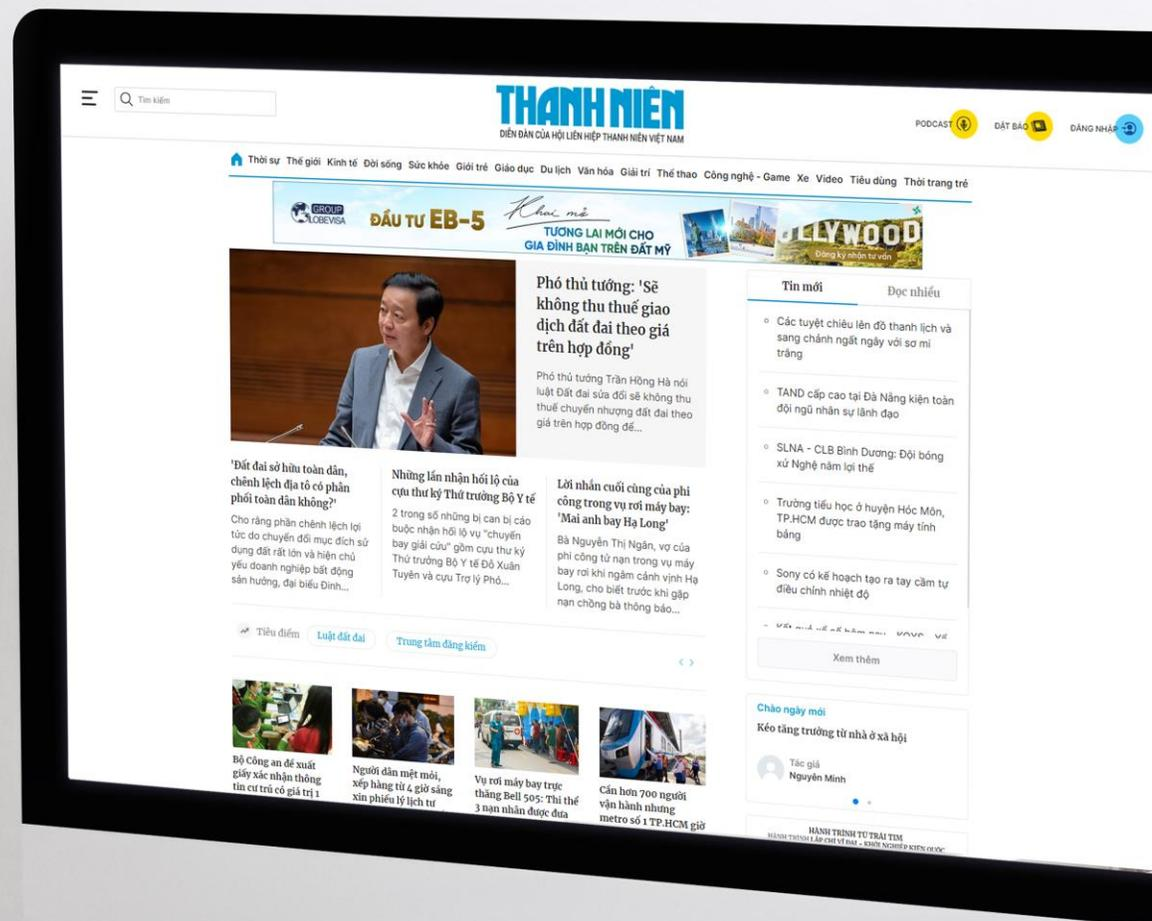 Tìm kiếm
THANH NIÊN
DIỄN ĐÀN CỦA HỘI LIÊN HIỆP THANH NIÊN VIỆT NAM
PODCAST
ĐẶT BÁO
ĐĂNG NHẬP
Thời sự Thế giới Kinh tế Đời sống Sức khỏe Giới trẻ Giáo dục Du lịch Văn hóa Giải trí Thể thao Công nghệ - Game Xe Video Tiêu dùng Thời trang trẻ
GROUP
LOBEVISA
ĐẦU TƯ EB-5
Khai mở
TƯƠNG LAI MỚI CHO
GIA ĐÌNH BẠN TRÊN ĐẤT MỸ
OLLYWOOD
Đăng ký nhận tư vấn
Phó thủ tướng: 'Sẽ
không thu thuế giao
dịch đất đai theo giá
trên hợp đồng'
Phó thủ tướng Trần Hồng Hà nói
luật Đất đai sửa đổi sẽ không thu
thuế chuyển nhượng đất đai theo
giá trên hợp đồng để...
'Đất đai sở hữu toàn dân,
chênh lệch địa tô có phân
phối toàn dân không?'
Cho rằng phần chênh lệch lợi
tức do chuyển đổi mục đích sử
dụng đất rất lớn và hiện chủ
yếu doanh nghiệp bất động
sản hưởng, đại biểu Đinh...
Những lần nhận hối lộ của
cựu thư ký Thứ trưởng Bộ Y tế
2 trong số những bị can bị cáo
buộc nhận hối lộ vụ "chuyến
bay giải cứu" gồm cựu thư ký
Thứ trưởng Bộ Y tế Đỗ Xuân
Tuyên và cựu Trợ lý Phó...
Lời nhắn cuối cùng của phi
công trong vụ rơi máy bay:
'Mai anh bay Hạ Long'
Bà Nguyễn Thị Ngân, vợ của
phi công tử nạn trong vụ máy
bay rơi khi ngắm cảnh vịnh Hạ
Long, cho biết trước khi gặp
nạn chồng bà thông báo...
Tiêu điểm
Luật đất đai
Trung tâm đăng kiểm
Bộ Công an đề xuất
giấy xác nhận thông
tin cư trú có giá trị 1
Người dân mệt mỏi,
xếp hàng từ 4 giờ sáng
xin phiếu lý lịch tư
Vụ rơi máy bay trực
thăng Bell 505: Thi thể
3 nạn nhân được đưa
Cần hơn 700 người
vận hành nhưng
metro số 1 TP.HCM giờ
Tin mới
Đọc nhiều
Các tuyệt chiêu lên đồ thanh lịch và
sang chảnh ngất ngây với sơ mi
trắng
TAND cấp cao tại Đà Nẵng kiện toàn
đội ngũ nhân sự lãnh đạo
SLNA - CLB Bình Dương: Đội bóng
xứ Nghệ nắm lợi thế
Trường tiểu học ở huyện Hóc Môn,
TP.HCM được trao tặng máy tính
bảng
Sony có kế hoạch tạo ra tay cầm tự
điều chỉnh nhiệt độ
Xem thêm
Chào ngày mới
Kéo tăng trưởng từ nhà ở xã hội
Tác giả
Nguyên Minh
HÀNH TRÌNH TỪ TRÁI TIM
HÀNH TRÌNH LẬP CHÍ VĨ ĐẠI - KHỞI NGHIỆP KIẾN QUỐC